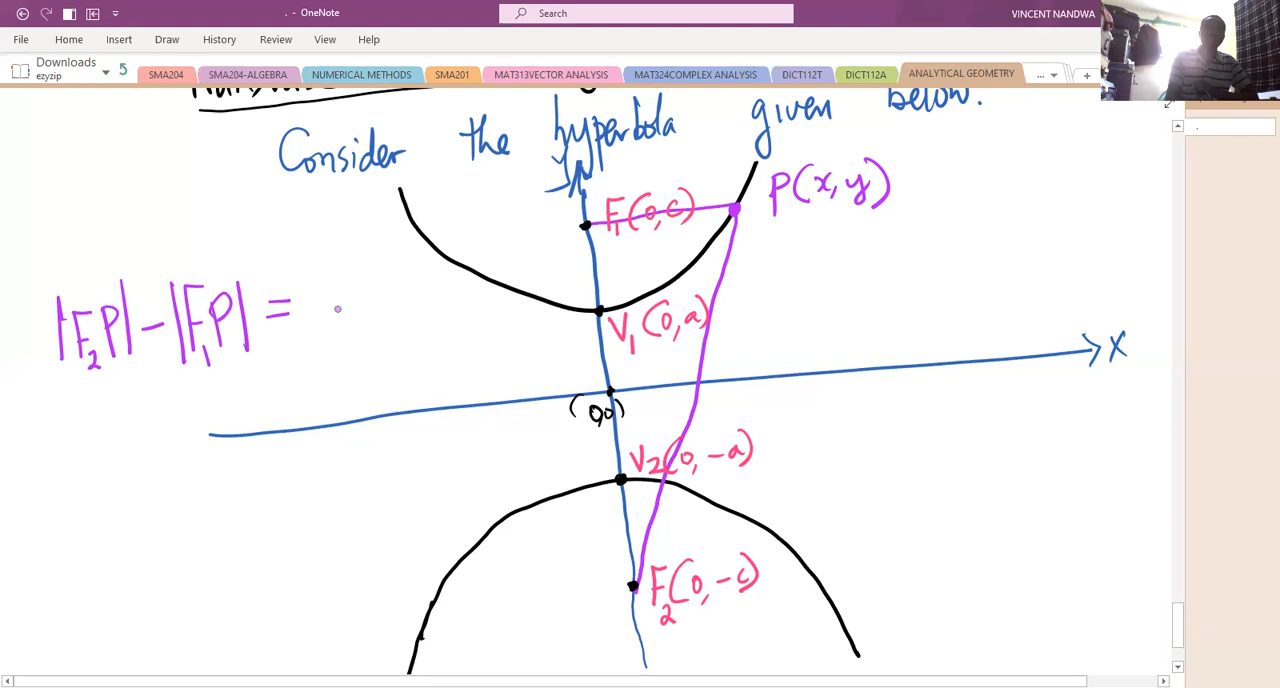 . - OneNote
Search
VINCENT NANDWA
File Home Insert Draw History Review View Help
Downloads
ezyzip
SMA204 SMA204-ALGEBRA NUMERICAL METHODS SMA201 MAT313VECTOR ANALYSIS MAT324COMPLEX ANALYSIS DICT112T DICT112A ANALYTICAL GEOMETRY ... +
Consider the hyperbola given below.
F1(0, c)
P(x, y)
|F2P| - |F1P| =
V1(0, a)
X
(0,0)
V2(0, -a)
F2(0, -c)